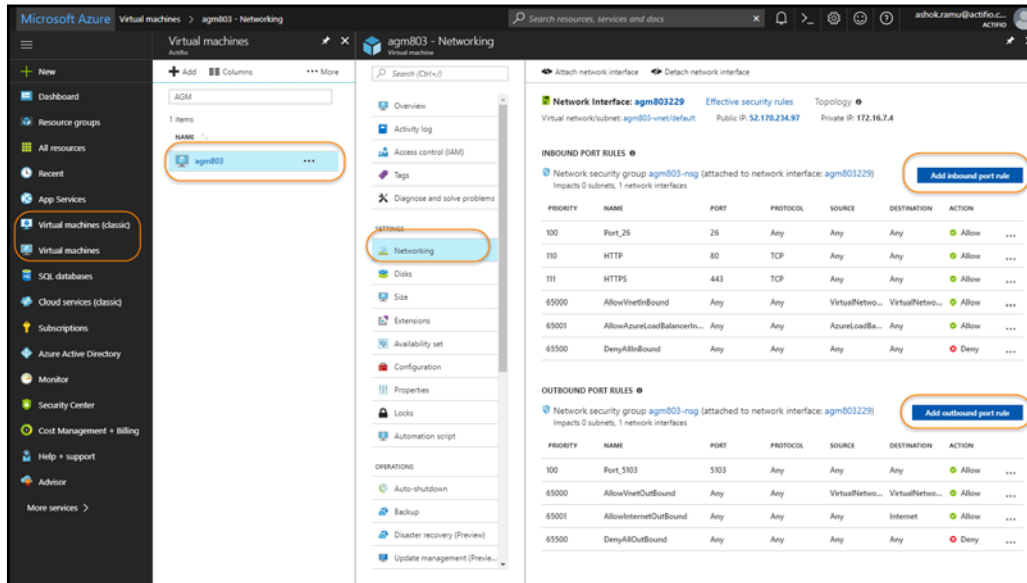 Microsoft Azure Virtual machines > agm803 - Networking
Search resources, services and docs
ashok.ramu@actifio.c...
ACTIFIO
New
Dashboard
Resource groups
All resources
Recent
App Services
Virtual machines (classic)
Virtual machines
SQL databases
Cloud services (classic)
Subscriptions
Azure Active Directory
Monitor
Security Center
Cost Management + Billing
Help + support
Advisor
More services >
Virtual machines
Actifio
Add Columns ••• More
AGM
1 items
NAME
agm803 •••
agm803 - Networking
Virtual machine
Search (Ctrl+/)
Overview
Activity log
Access control (IAM)
Tags
Diagnose and solve problems
SETTINGS
Networking
Disks
Size
Extensions
Availability set
Configuration
Properties
Locks
Automation script
OPERATIONS
Auto-shutdown
Backup
Disaster recovery (Preview)
Update management (Previe...
Attach network interface Detach network interface
Network Interface: agm803229 Effective security rules Topology
Virtual network/subnet: agm803-vnet/default Public IP: 52.170.234.97 Private IP: 172.16.7.4
INBOUND PORT RULES
Network security group agm803-nsg (attached to network interface: agm803229)
Impacts 0 subnets, 1 network interfaces
Add inbound port rule
PRIORITY NAME PORT PROTOCOL SOURCE DESTINATION ACTION
100 Port_26 26 Any Any Any Allow ...
110 HTTP 80 TCP Any Any Allow ...
111 HTTPS 443 TCP Any Any Allow ...
65000 AllowVnetInBound Any Any VirtualNetwo... VirtualNetwo... Allow ...
65001 AllowAzureLoadBalancerIn... Any Any AzureLoadBa... Any Allow ...
65500 DenyAllInBound Any Any Any Any Deny ...
OUTBOUND PORT RULES
Network security group agm803-nsg (attached to network interface: agm803229)
Impacts 0 subnets, 1 network interfaces
Add outbound port rule
PRIORITY NAME PORT PROTOCOL SOURCE DESTINATION ACTION
100 Port_5103 5103 Any Any Any Allow ...
65000 AllowVnetOutBound Any Any VirtualNetwo... VirtualNetwo... Allow ...
65001 AllowInternetOutBound Any Any Any Internet Allow ...
65500 DenyAllOutBound Any Any Any Any Deny ...